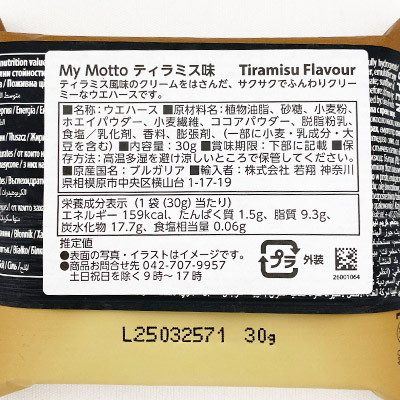 My Motto ティラミス味 Tiramisu Flavour
ティラミス風味のクリームをはさんだ、サクサクでふんわりクリー
ミーなウエハースです。
■名称：ウエハース ■原材料名：植物油脂、砂糖、小麦粉、
ホエイパウダー、小麦繊維、ココアパウダー、脱脂粉乳、
食塩／乳化剤、香料、膨張剤、（一部に小麦・乳成分・大
豆を含む）■内容量：30g ■賞味期限：下部に記載 ■保
存方法：高温多湿を避け涼しいところで保管してください。
■原産国名：ブルガリア ■輸入者：株式会社 若翔 神奈川
県相模原市中央区横山台1-17-19
栄養成分表示（1袋（30g）当たり）
エネルギー 159kcal、たんぱく質 1.5g、脂質 9.3g、
炭水化物 17.7g、食塩相当量 0.06g
推定値
●表面の写真・イラストはイメージです。
●商品お問合せ先 042-707-9957
土日祝日を除く9時～17時
プラ 外装
26001064
L25032571 30g